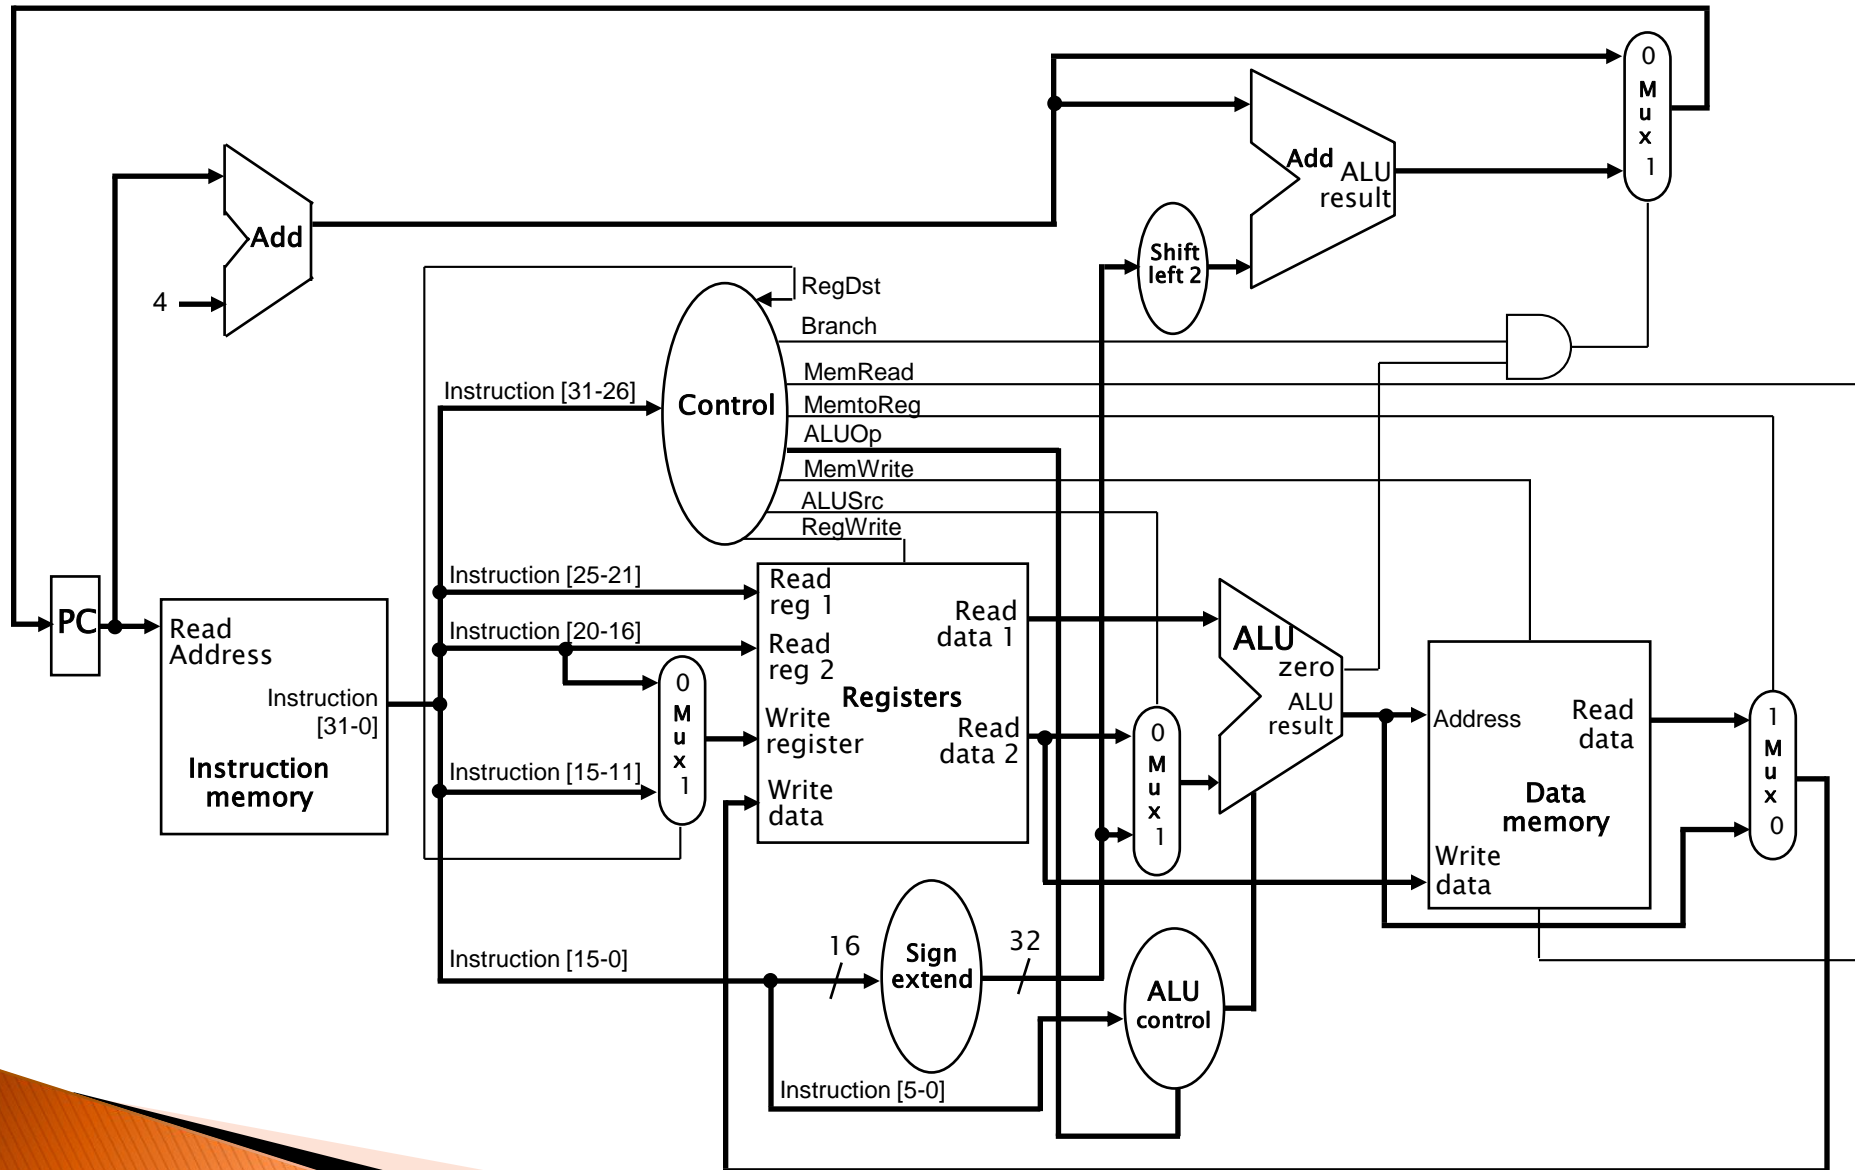 0
M
u
x
1
Add
ALU
result
Add
4
Shift
left 2
RegDst
Branch
MemRead
MemtoReg
ALUOp
MemWrite
ALUSrc
RegWrite
Instruction [31-26]
Control
PC
Read
Address
Instruction
[31-0]
Instruction
memory
Instruction [25-21]
Instruction [20-16]
Instruction [15-11]
Instruction [15-0]
0
M
u
x
1
Read
reg 1
Read
reg 2
Write
register
Write
data
Registers
Read
data 1
Read
data 2
0
M
u
x
1
ALU
zero
ALU
result
Address
Read
data
Data
memory
Write
data
1
M
u
x
0
16
Sign
extend
32
ALU
control
Instruction [5-0]